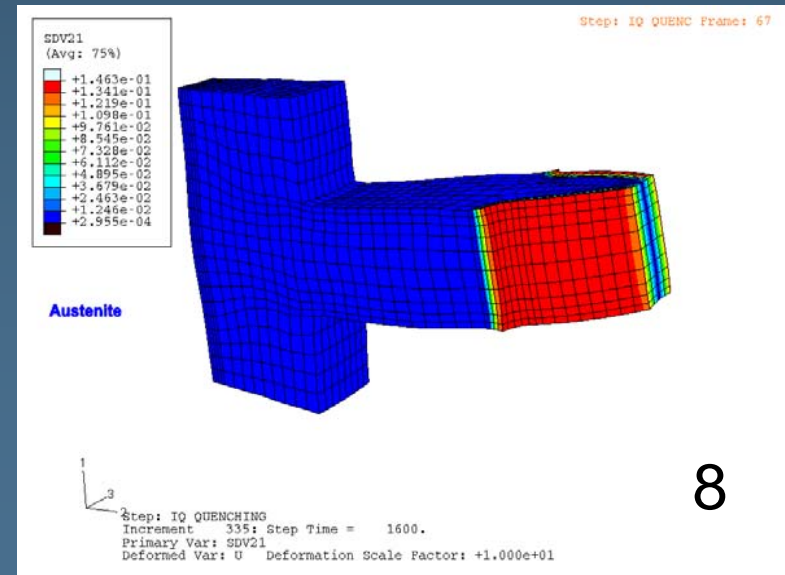 Step: IQ QUENC Frame: 67
SDV21
(Avg: 75%)
+1.463e-01
+1.341e-01
+1.219e-01
+1.098e-01
+9.761e-02
+8.545e-02
+7.328e-02
+6.112e-02
+4.895e-02
+3.679e-02
+2.463e-02
+1.246e-02
+2.955e-04
Austenite
1
3
2
Step: IQ QUENCHING
Increment 335: Step Time = 1600.
Primary Var: SDV21
Deformed Var: U Deformation Scale Factor: +1.000e+01
8